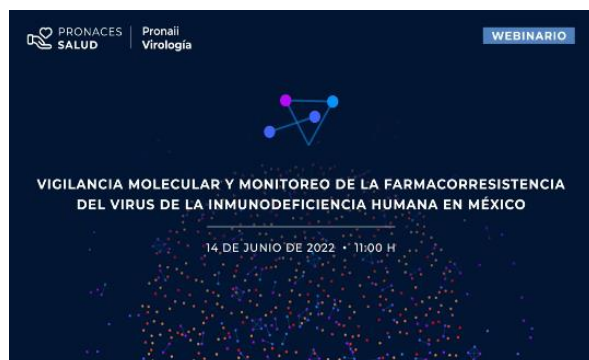 PRONACES
SALUD
Pronaii
Virología
WEBINARIO
VIGILANCIA MOLECULAR Y MONITOREO DE LA FARMACORRESISTENCIA
DEL VIRUS DE LA INMUNODEFICIENCIA HUMANA EN MÉXICO
14 DE JUNIO DE 2022 • 11:00 H